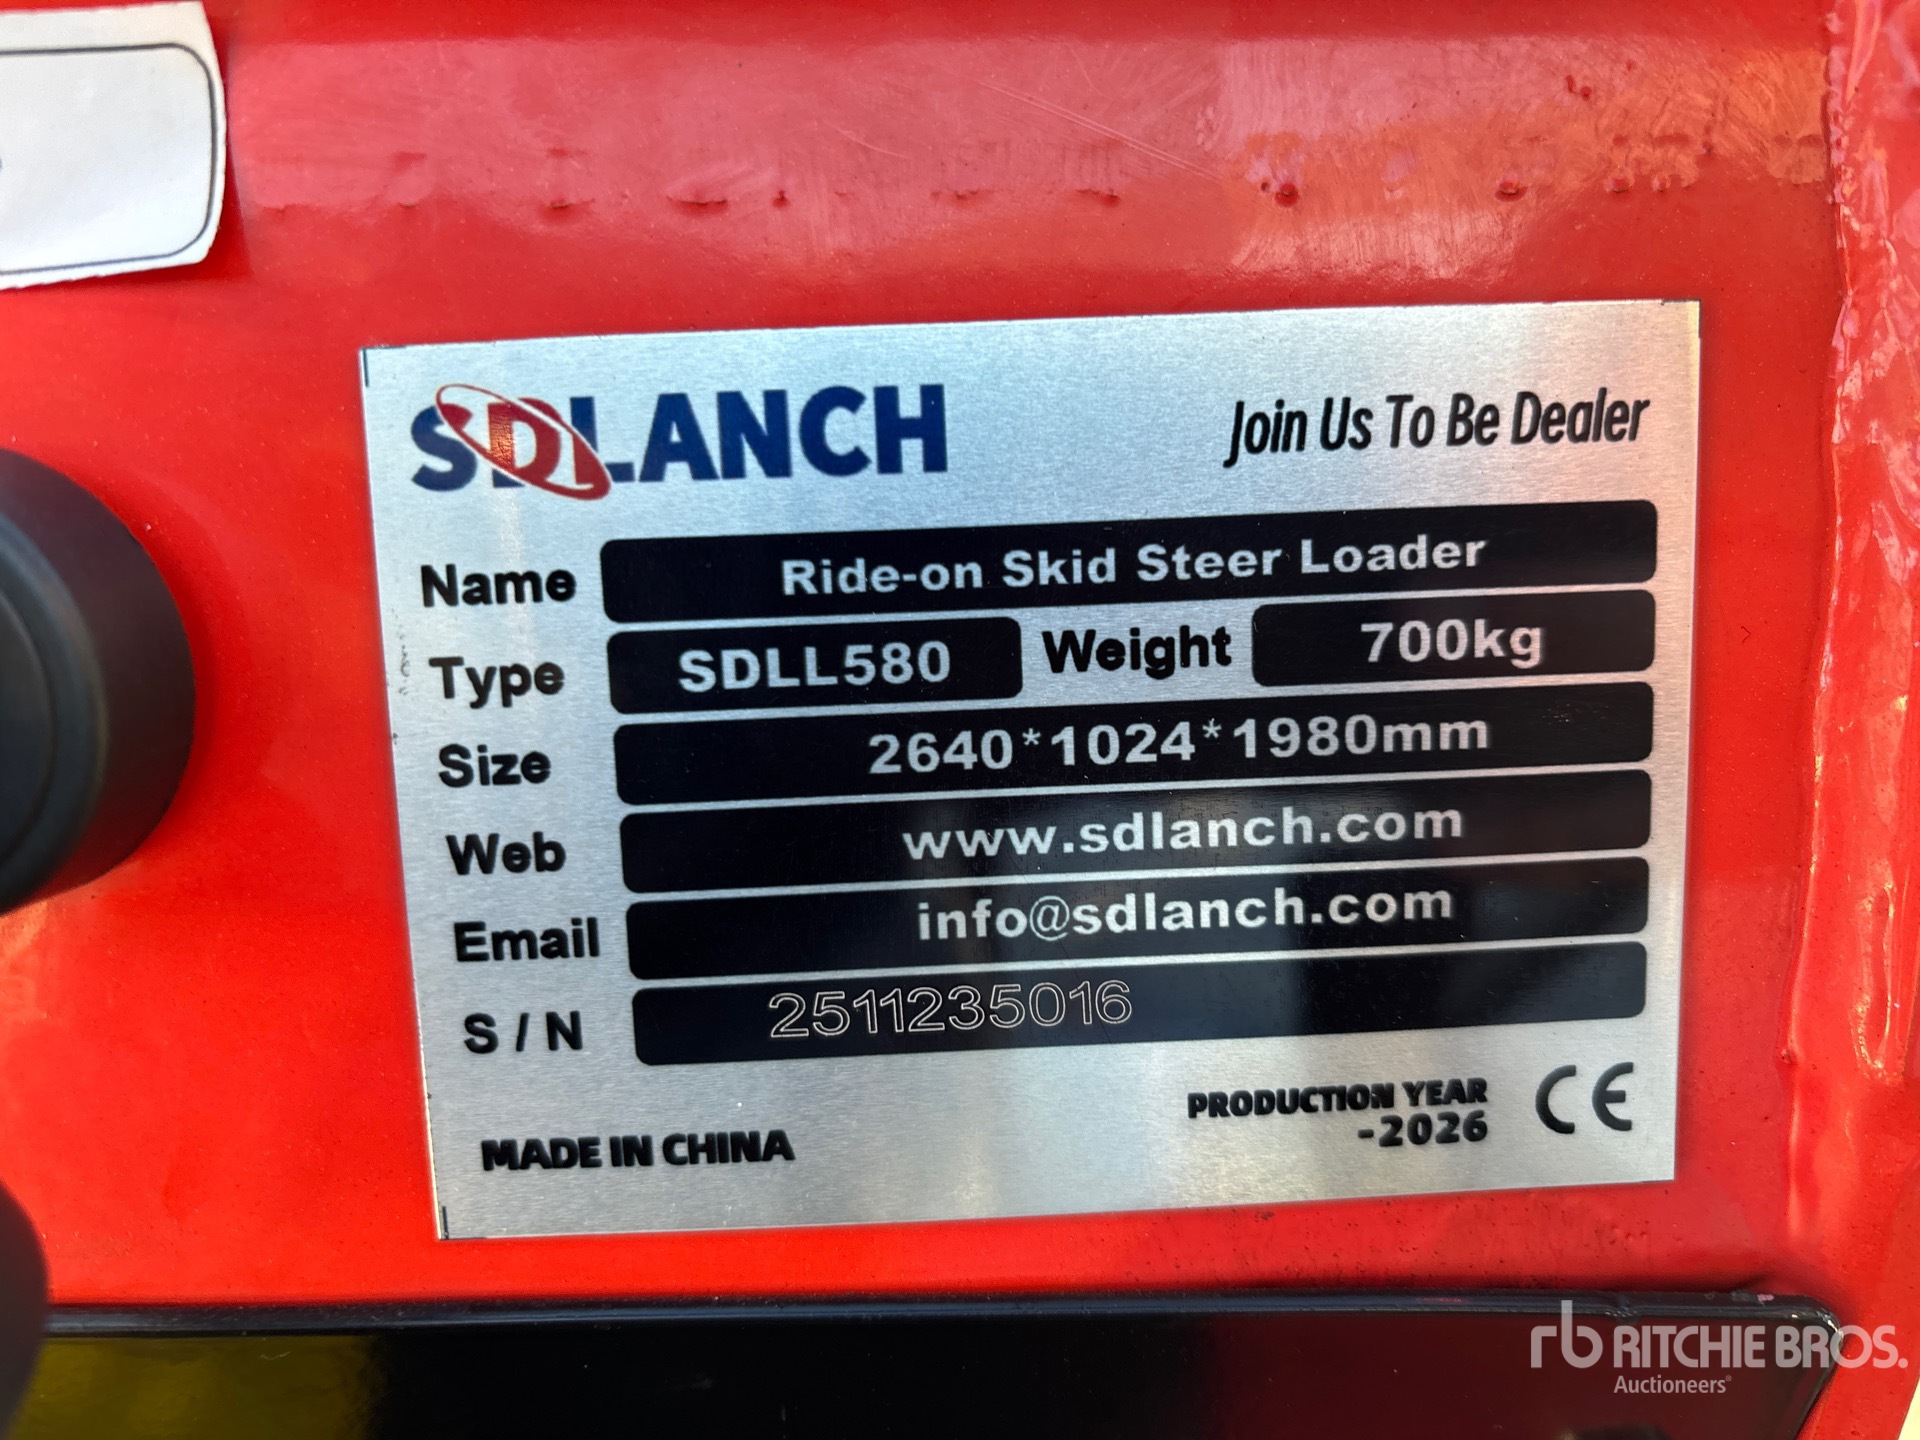 SDLANCH
Join Us To Be Dealer
Name Ride-on Skid Steer Loader
Type SDLL580 Weight 700kg
Size 2640*1024*1980mm
Web www.sdlanch.com
Email info@sdlanch.com
S / N 2511235016
MADE IN CHINA
PRODUCTION YEAR
-2026
CE
rb RITCHIE BROS.
Auctioneers